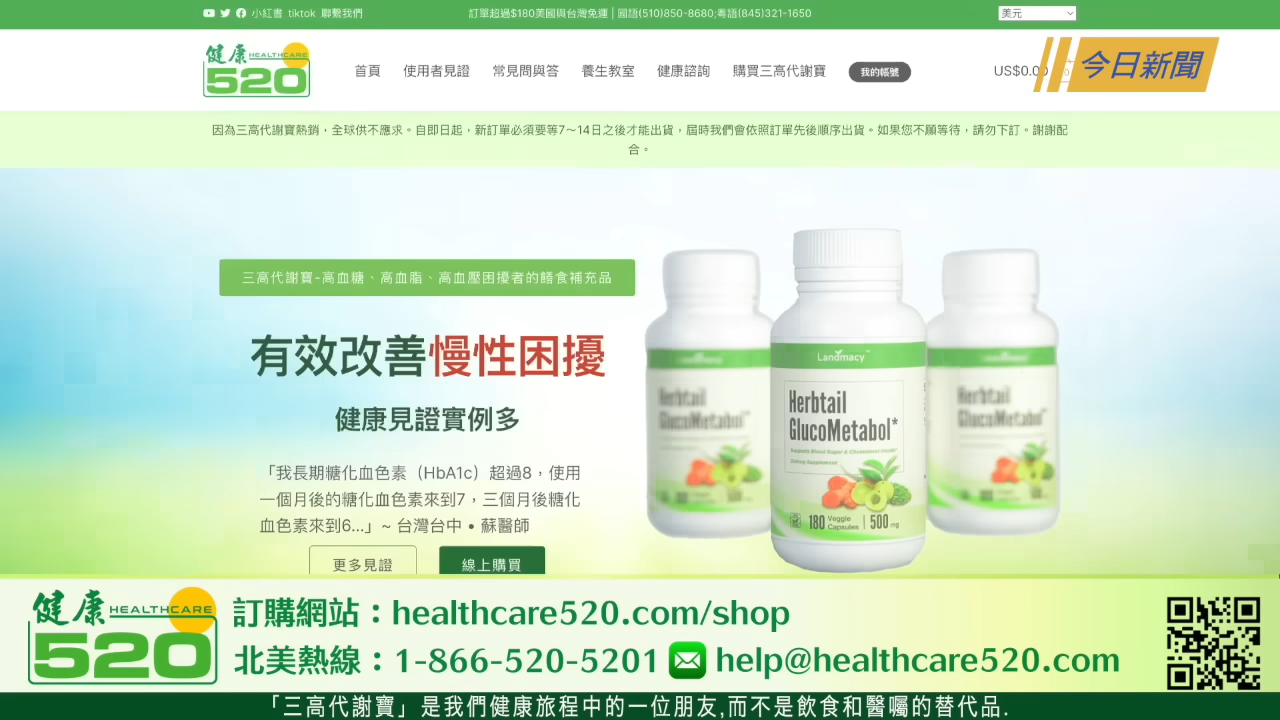 小紅書 tiktok 聯繫我們
訂單超過$180美國與台灣免運 | 國語(510)850-8680;粵語(845)321-1650
美元
健康 HEALTHCARE
520
首頁 使用者見證 常見問與答 養生教室 健康諮詢 購買三高代謝寶 我的帳號
US$0.00
今日新聞
因為三高代謝寶熱銷，全球供不應求。自即日起，新訂單必須要等7～14日之後才能出貨，屆時我們會依照訂單先後順序出貨。如果您不願等待，請勿下訂。謝謝配
合。
三高代謝寶-高血糖、高血脂、高血壓困擾者的饍食補充品
有效改善慢性困擾
健康見證實例多
「我長期糖化血色素（HbA1c）超過8，使用
一個月後的糖化血色素來到7，三個月後糖化
血色素來到6...」~ 台灣台中 • 蘇醫師
更多見證 線上購買
Landmacy
Herbtail
GlucoMetabol*
Supports Blood Sugar & Cholesterol Health*
Dietary Supplement
180 Veggie Capsules | 500 mg
Herbtail
GlucoMetabol*
Herbtail
GlucoMetabol*
健康 HEALTHCARE
520
訂購網站：healthcare520.com/shop
北美熱線：1-866-520-5201 help@healthcare520.com
「三高代謝寶」是我們健康旅程中的一位朋友,而不是飲食和醫囑的替代品.